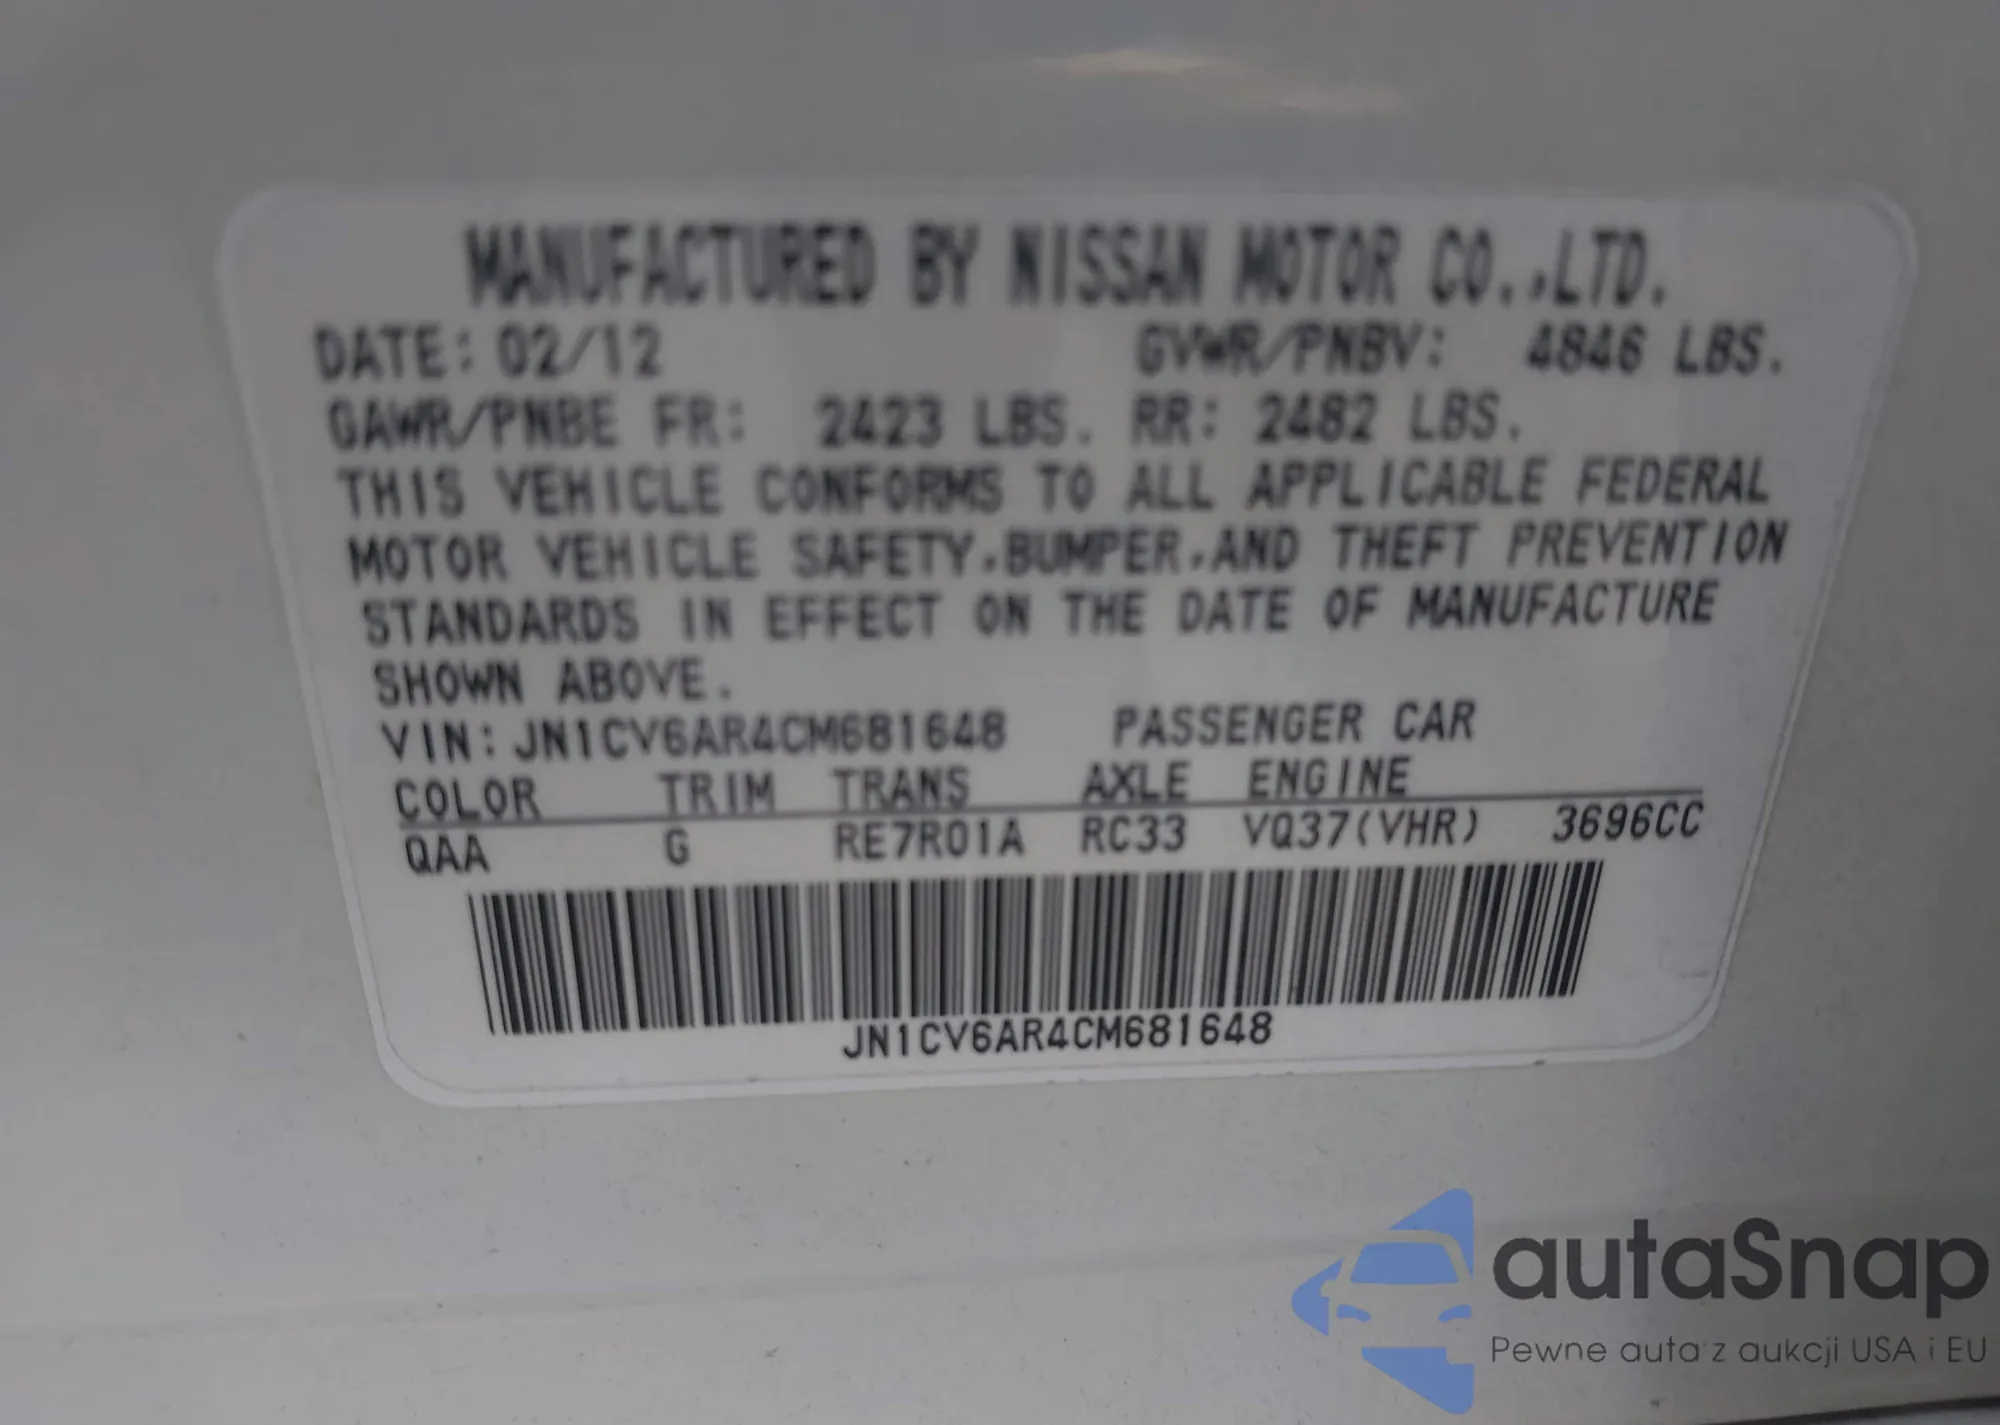 MANUFACTURED BY NISSAN MOTOR CO.,LTD.
DATE: 02/12 GVWR/PNBV: 4846 LBS.
GAWR/PNBE FR: 2423 LBS. RR: 2482 LBS.
THIS VEHICLE CONFORMS TO ALL APPLICABLE FEDERAL
MOTOR VEHICLE SAFETY,BUMPER,AND THEFT PREVENTION
STANDARDS IN EFFECT ON THE DATE OF MANUFACTURE
SHOWN ABOVE.
VIN: JN1CV6AR4CM681648 PASSENGER CAR
COLOR TRIM TRANS AXLE ENGINE
QAA G RE7R01A RC33 VQ37(VHR) 3696CC
JN1CV6AR4CM681648
autaSnap
Pewne auta z aukcji USA i EU